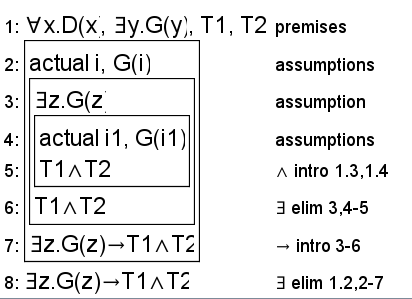 1: ∀x.D(x), ∃y.G(y), T1, T2 premises
2: actual i, G(i) assumptions
3: ∃z.G(z) assumption
4: actual i1, G(i1) assumptions
5: T1∧T2 ∧ intro 1.3,1.4
6: T1∧T2 ∃ elim 3,4-5
7: ∃z.G(z)→T1∧T2 → intro 3-6
8: ∃z.G(z)→T1∧T2 ∃ elim 1.2,2-7